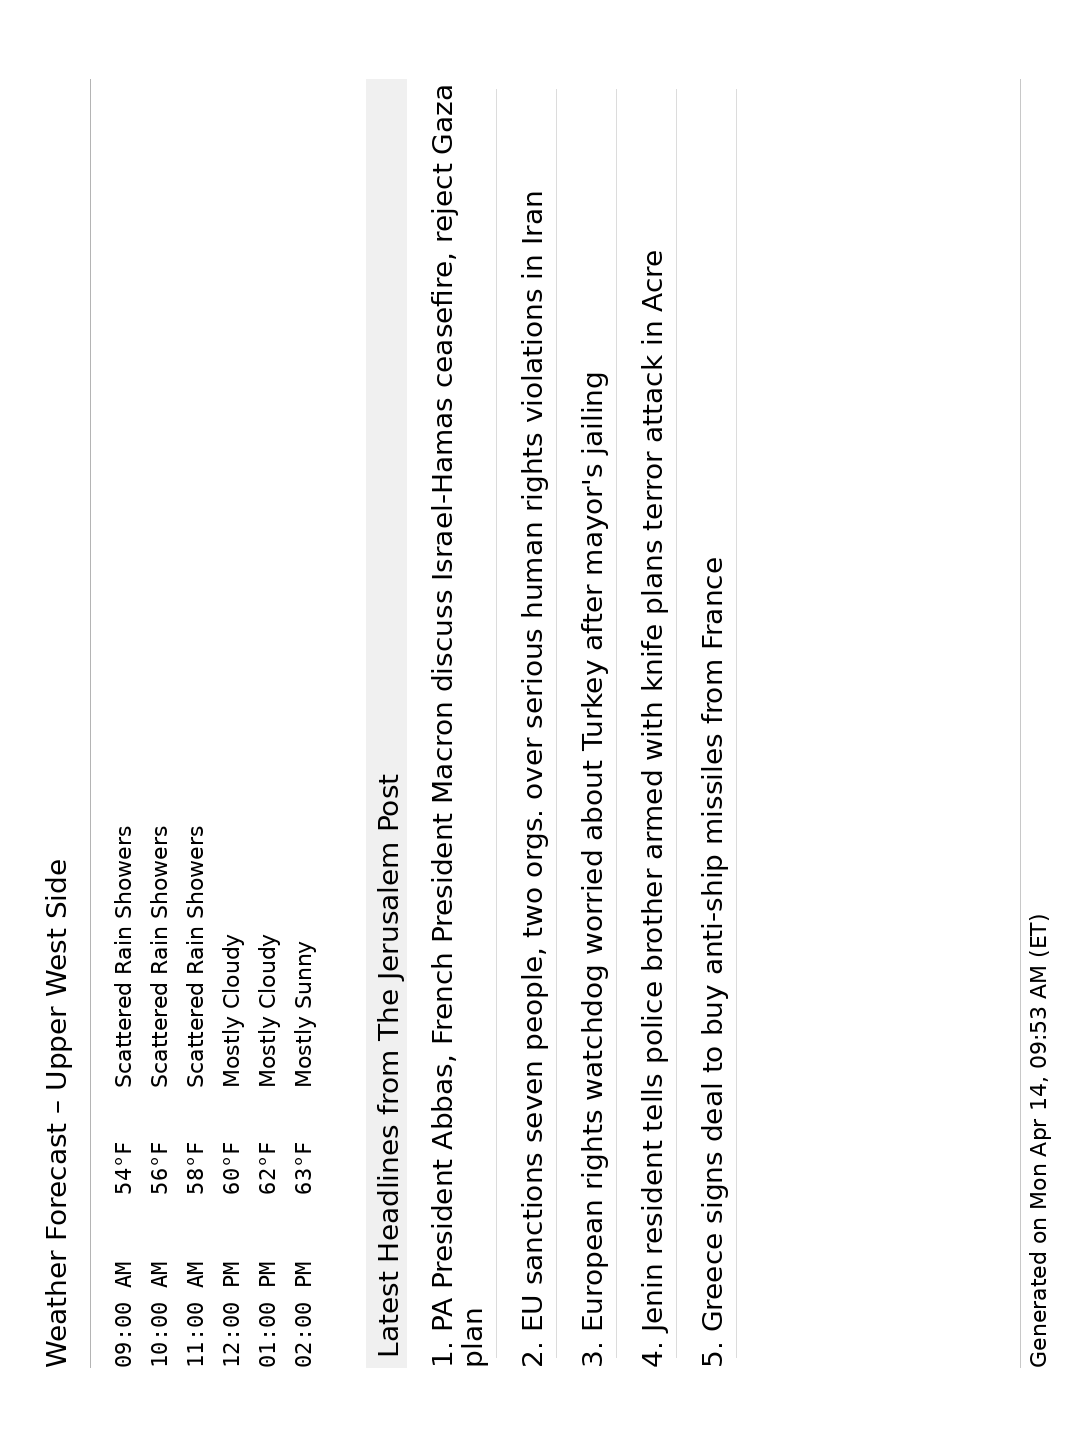 Weather Forecast – Upper West Side
09:00 AM 54°F Scattered Rain Showers
10:00 AM 56°F Scattered Rain Showers
11:00 AM 58°F Scattered Rain Showers
12:00 PM 60°F Mostly Cloudy
01:00 PM 62°F Mostly Cloudy
02:00 PM 63°F Mostly Sunny
Latest Headlines from The Jerusalem Post
1. PA President Abbas, French President Macron discuss Israel-Hamas ceasefire, reject Gaza
plan
2. EU sanctions seven people, two orgs. over serious human rights violations in Iran
3. European rights watchdog worried about Turkey after mayor's jailing
4. Jenin resident tells police brother armed with knife plans terror attack in Acre
5. Greece signs deal to buy anti-ship missiles from France
Generated on Mon Apr 14, 09:53 AM (ET)